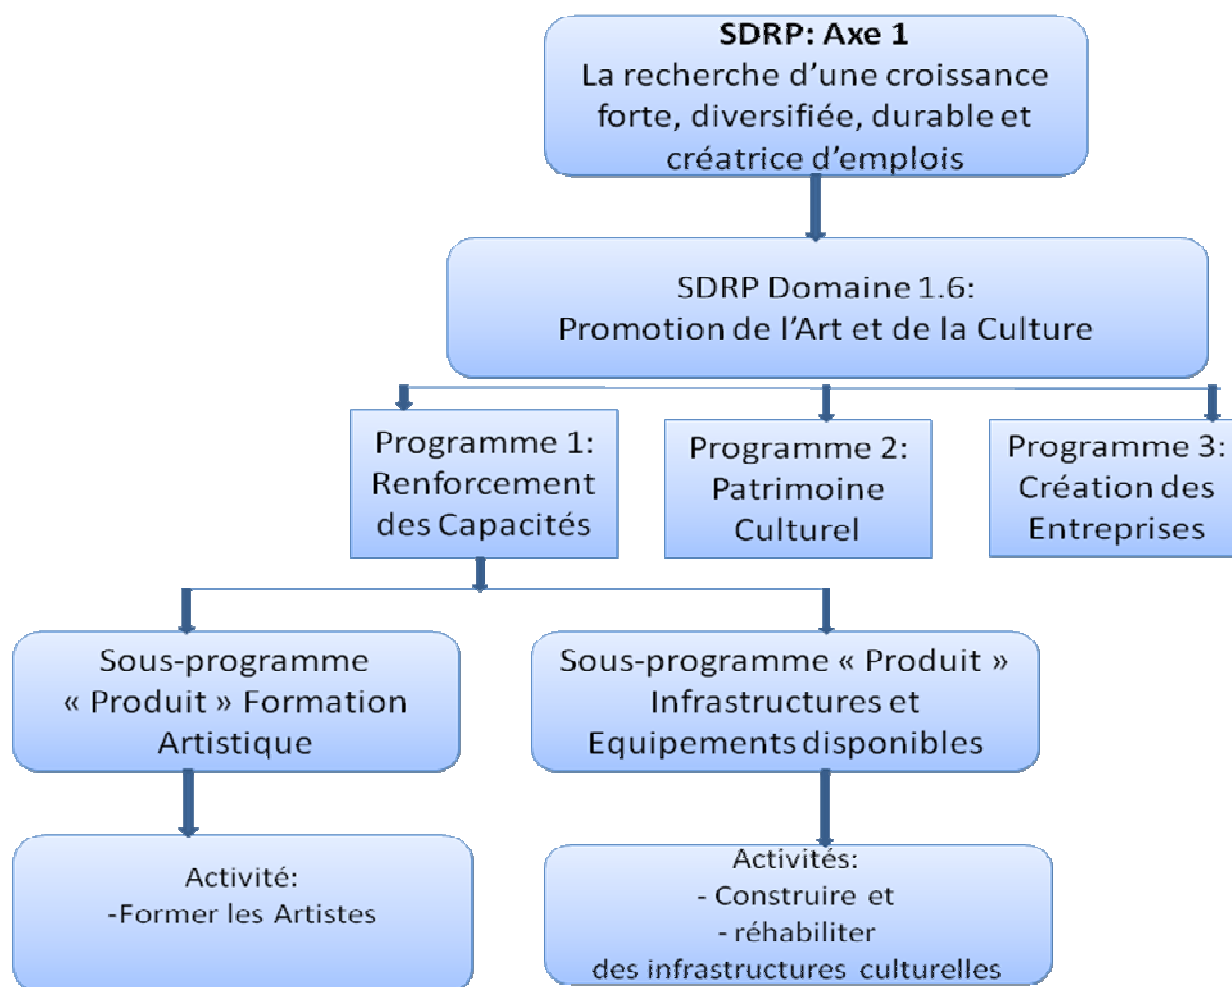 SDRP: Axe 1
La recherche d’une croissance
forte, diversifiée, durable et
créatrice d’emplois
SDRP Domaine 1.6:
Promotion de l’Art et de la Culture
Programme 1:
Renforcement
des Capacités
Programme 2:
Patrimoine
Culturel
Programme 3:
Création des
Entreprises
Sous-programme
« Produit » Formation
Artistique
Sous-programme « Produit »
Infrastructures et
Equipements disponibles
Activité:
-Former les Artistes
Activités:
- Construire et
- réhabiliter
des infrastructures culturelles